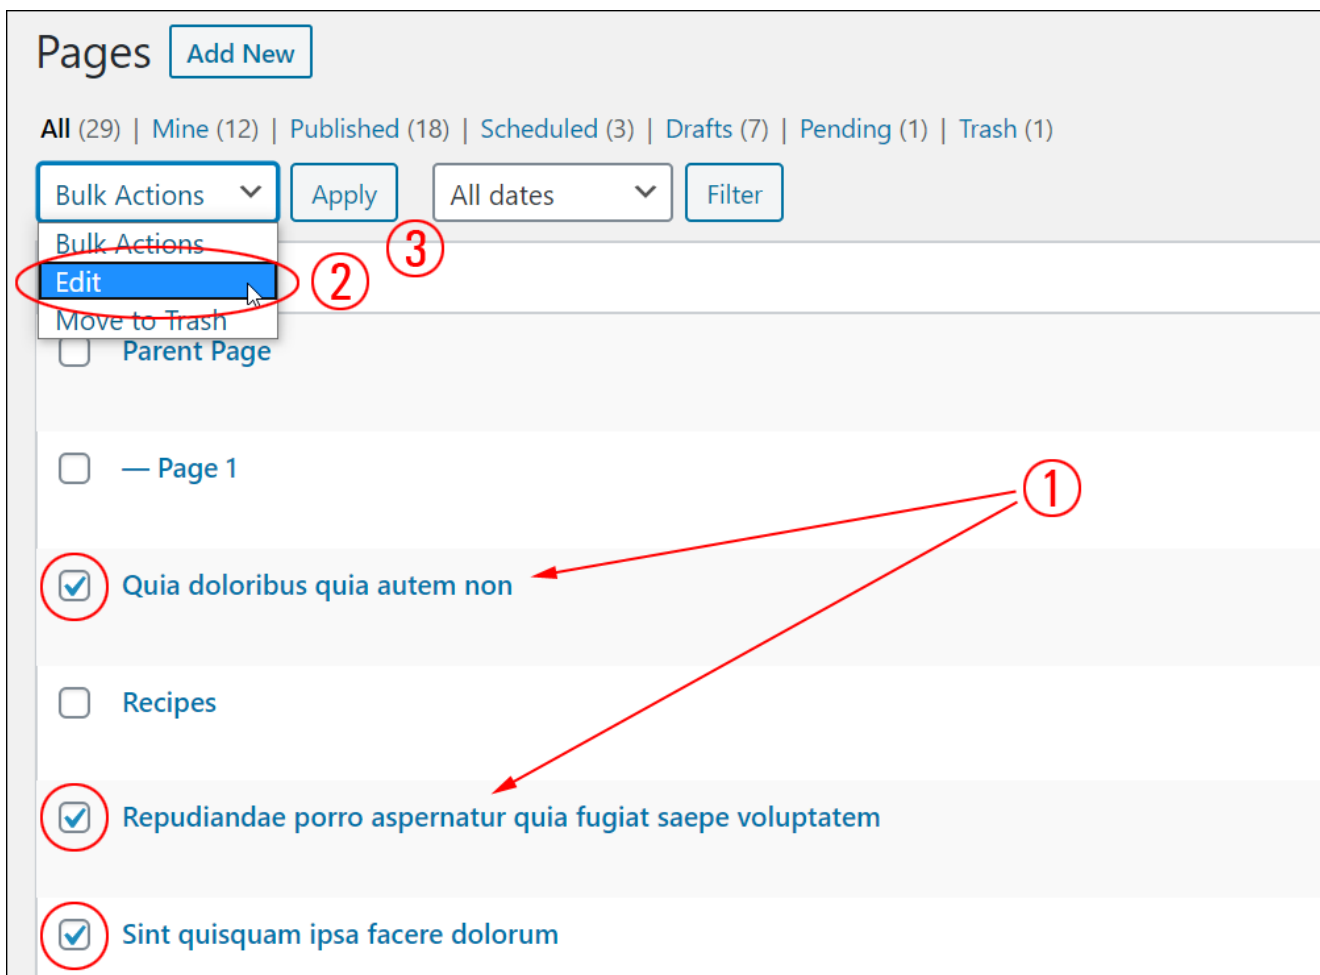 Pages Add New
All (29) | Mine (12) | Published (18) | Scheduled (3) | Drafts (7) | Pending (1) | Trash (1)
Bulk Actions Apply All dates Filter
Bulk Actions
3
Edit
2
Move to Trash
Parent Page
— Page 1
1
Quia doloribus quia autem non
Recipes
Repudiandae porro aspernatur quia fugiat saepe voluptatem
Sint quisquam ipsa facere dolorum